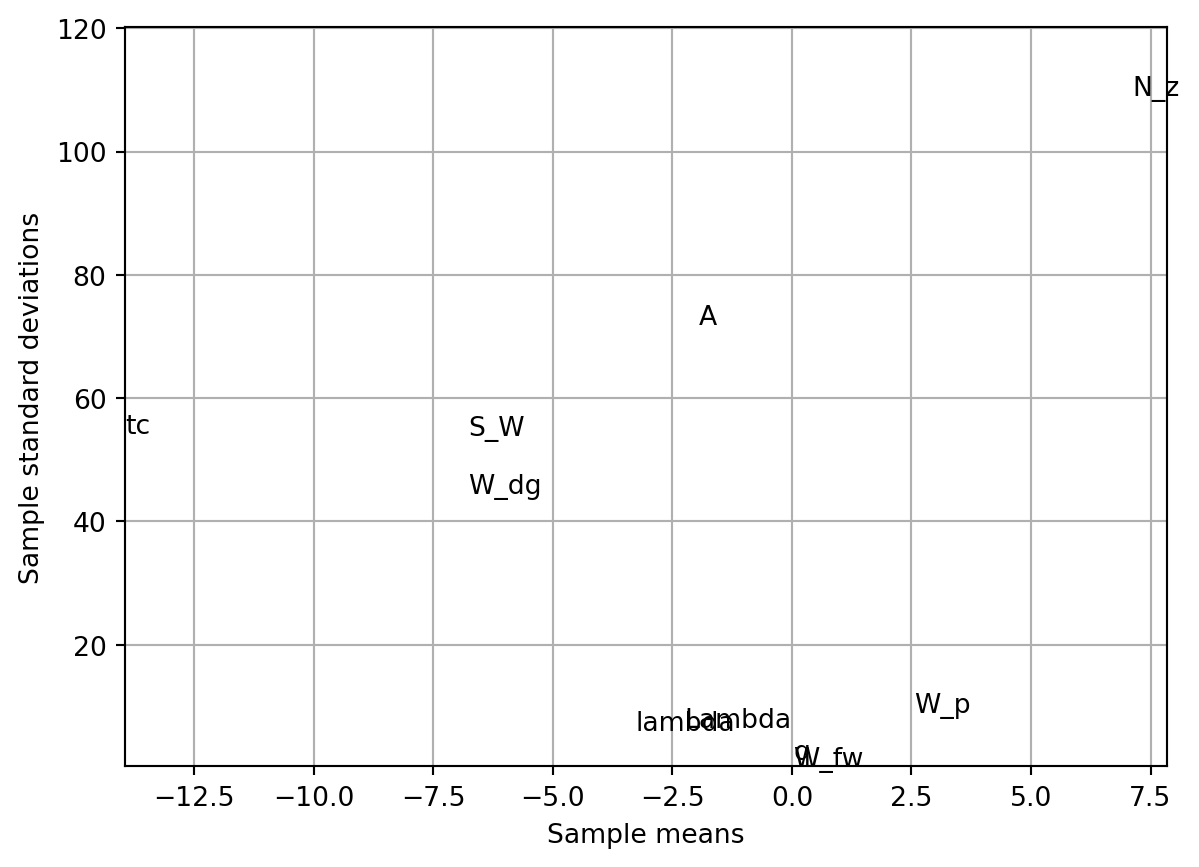 120
N_z
100
Sample standard deviations
80
A
60
tc
S_W
W_dg
40
20
W_p
lambda
Lambda
q
W_fw
−12.5 −10.0 −7.5 −5.0 −2.5 0.0 2.5 5.0 7.5
Sample means